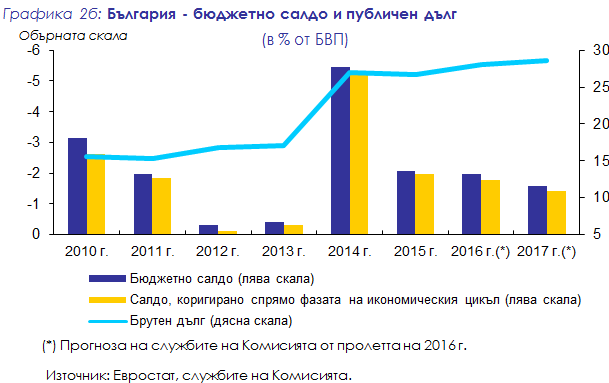 Графика 2б: България - бюджетно салдо и публичен дълг
Обърната скала
(в % от БВП)
-6
-5
-4
-3
-2
-1
0
30
25
20
15
10
5
2010 г.
2011 г.
2012 г.
2013 г.
2014 г.
2015 г.
2016 г.(*)
2017 г.(*)
Бюджетно салдо (лява скала)
Салдо, коригирано спрямо фазата на икономическия цикъл (лява скала)
Брутен дълг (дясна скала)
(*) Прогноза на службите на Комисията от пролетта на 2016 г.
Източник: Евростат, службите на Комисията.